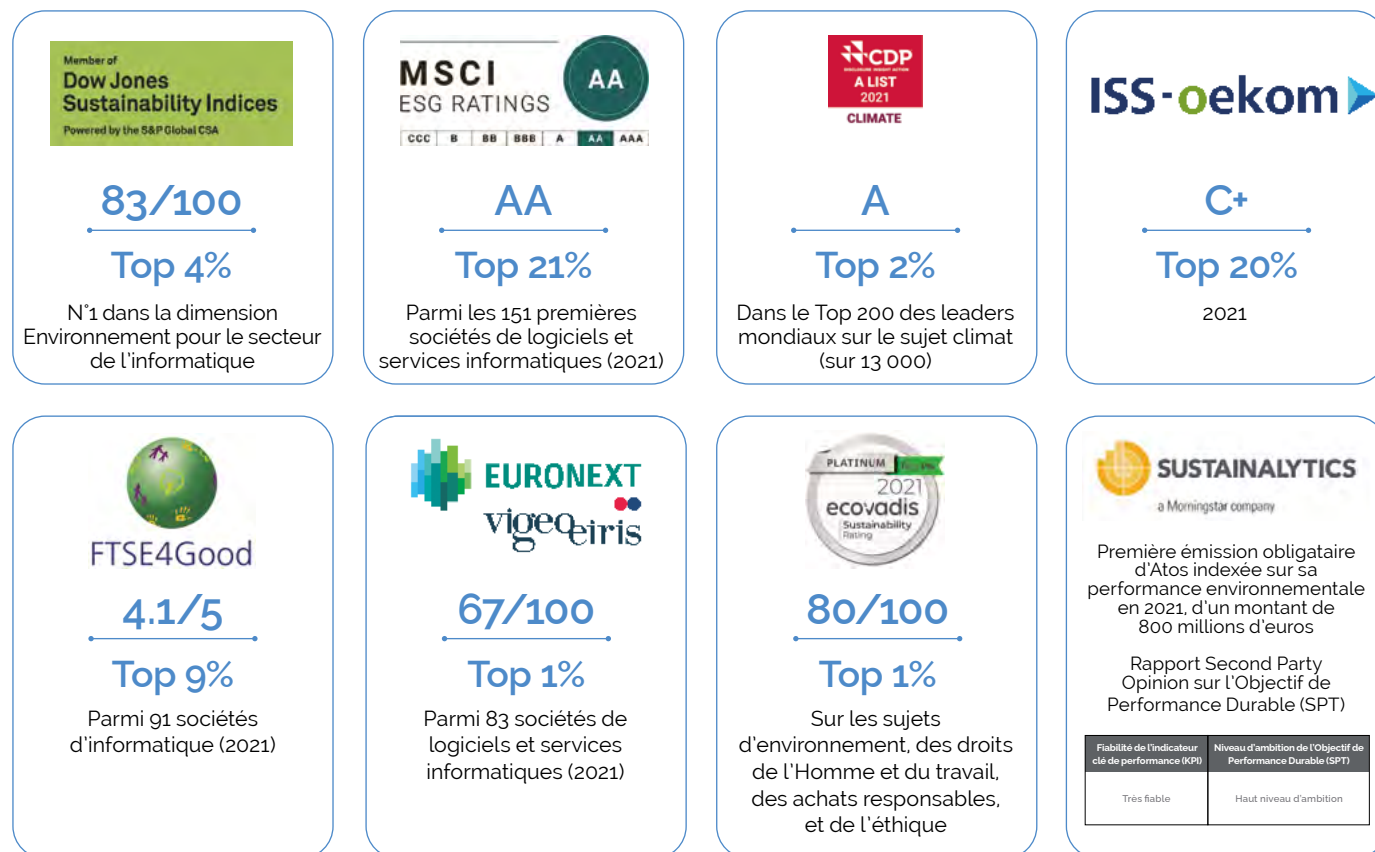 Member of
Dow Jones
Sustainability Indices
Powered by the S&P Global CSA
83/100
Top 4%
N°1 dans la dimension
Environnement pour le secteur
de l'informatique
MSCI
ESG RATINGS
AA
CCC B BB BBB A AA AAA
AA
Top 21%
Parmi les 151 premières
sociétés de logiciels et
services informatiques (2021)
CDP
DISCLOSURE INSIGHT ACTION
A LIST
2021
CLIMATE
A
Top 2%
Dans le Top 200 des leaders
mondiaux sur le sujet climat
(sur 13 000)
ISS-oekom
C+
Top 20%
2021
FTSE4Good
4.1/5
Top 9%
Parmi 91 sociétés
d'informatique (2021)
EURONEXT
vigeoeiris
67/100
Top 1%
Parmi 83 sociétés de
logiciels et services
informatiques (2021)
PLATINUM
2021
ecovadis
Sustainability
Rating
80/100
Top 1%
Sur les sujets
d'environnement, des droits
de l'Homme et du travail,
des achats responsables,
et de l'éthique
SUSTAINALYTICS
a Morningstar company
Première émission obligataire
d'Atos indexée sur sa
performance environnementale
en 2021, d'un montant de
800 millions d'euros
Rapport Second Party
Opinion sur l'Objectif de
Performance Durable (SPT)
Fiabilité de l'indicateur
clé de performance (KPI)
Niveau d'ambition de l'Objectif de
Performance Durable (SPT)
Très fiable
Haut niveau d'ambition